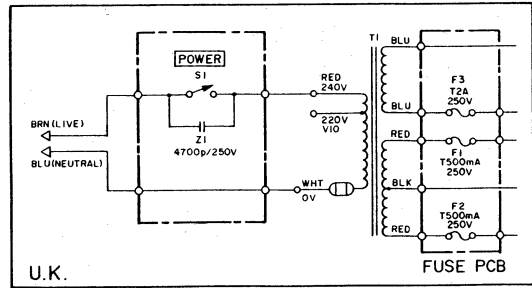 POWER
S1
Z1
4700p/250V
BRN(LIVE)
BLU(NEUTRAL)
RED
240V
220V
VIO
WHT
0V
T1
BLU
BLU
RED
BLK
RED
F3
T2A
250V
F1
T500mA
250V
F2
T500mA
250V
U.K.
FUSE PCB